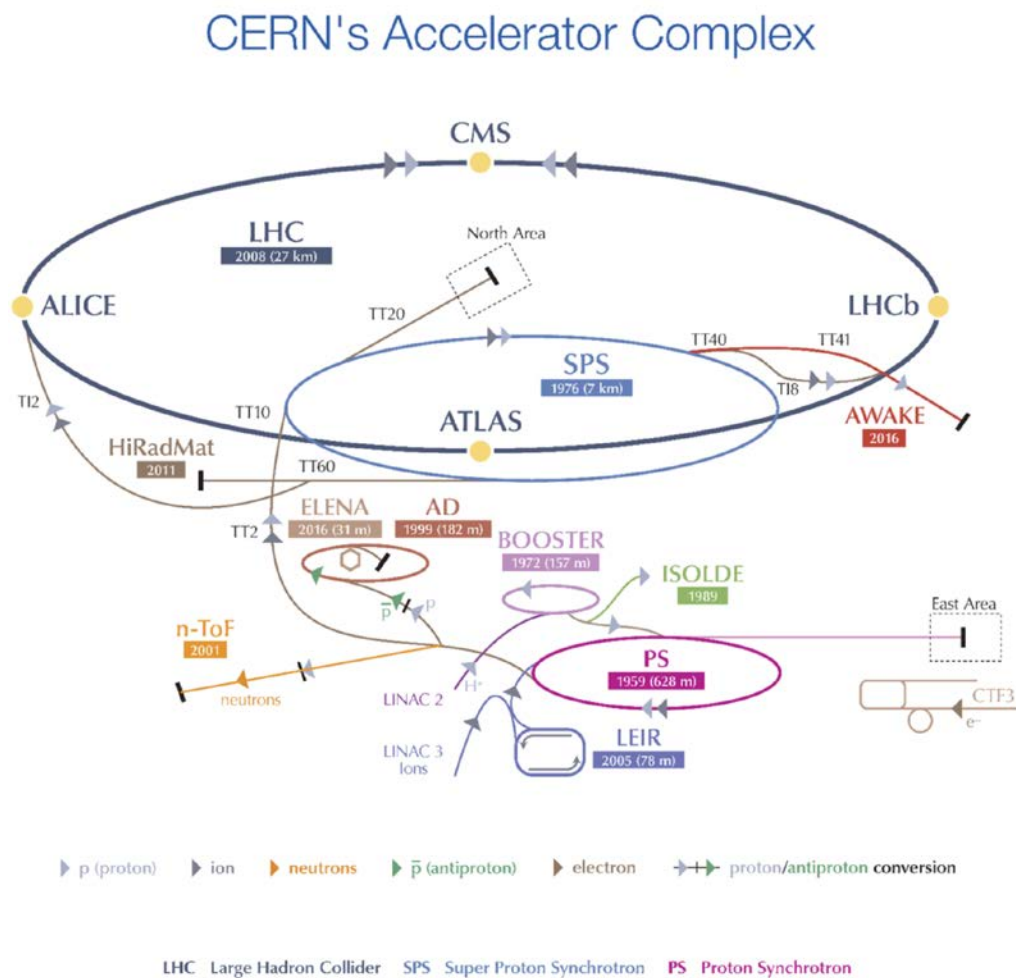 CERN's Accelerator Complex
CMS
LHC
2008 (27 km)
North Area
ALICE
LHCb
TT20
TT40
TT41
SPS
1976 (7 km)
TI2
TI8
TT10
ATLAS
AWAKE
2016
HiRadMat
2011
TT60
ELENA
2016 (31 m)
AD
1999 (182 m)
TT2
BOOSTER
1972 (157 m)
ISOLDE
1989
p̅
p
East Area
n-ToF
2001
neutrons
PS
1959 (628 m)
H⁺
LINAC 2
CTF3
e⁻
LINAC 3
Ions
LEIR
2005 (78 m)
p (proton)
ion
neutrons
p̅ (antiproton)
electron
proton/antiproton conversion
LHC Large Hadron Collider SPS Super Proton Synchrotron PS Proton Synchrotron